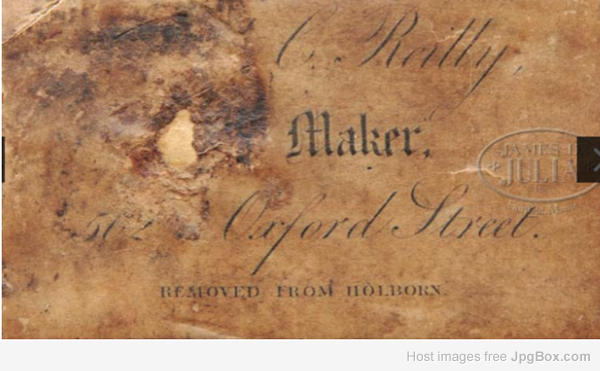 C. Reilly,
Maker,
502 Oxford Street.
REMOVED FROM HOLBORN.
JAMES D.
JULIA
Host images free JpgBox.com